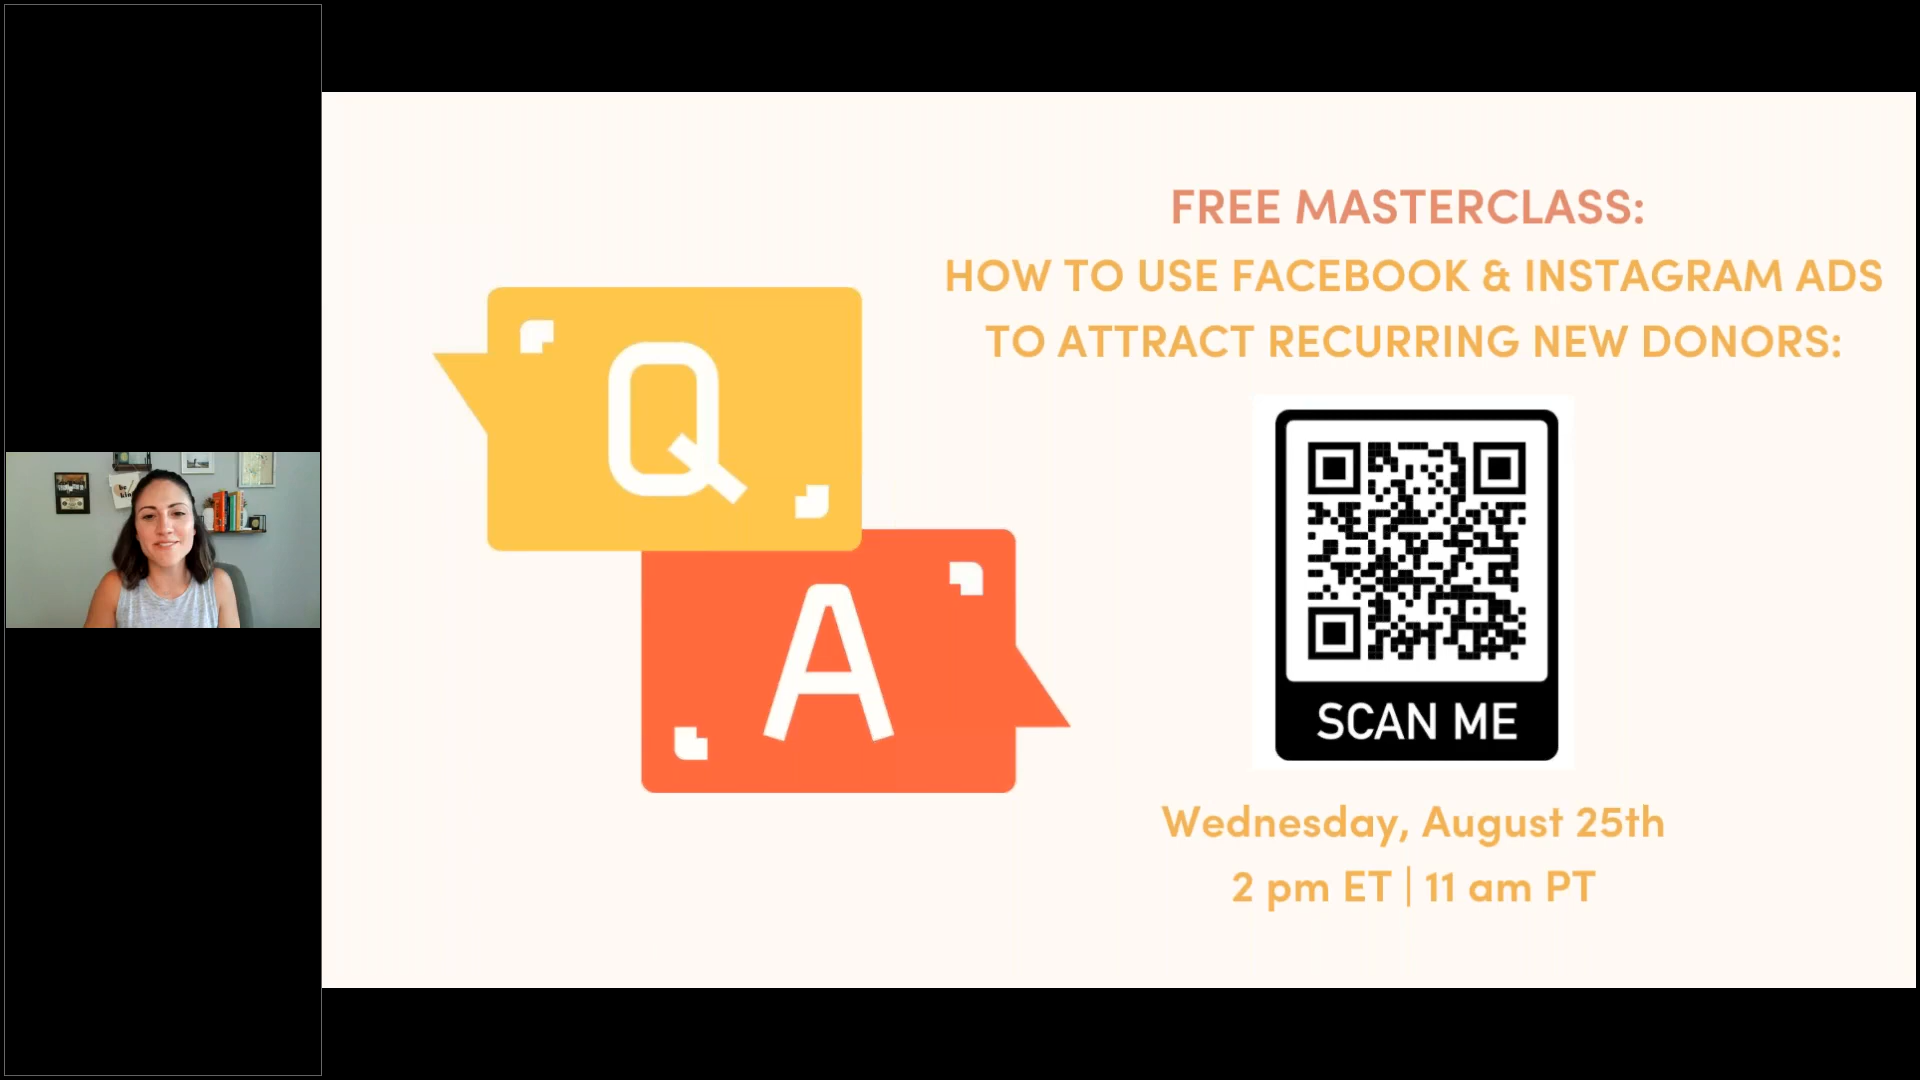 FREE MASTERCLASS:
HOW TO USE FACEBOOK & INSTAGRAM ADS
TO ATTRACT RECURRING NEW DONORS:
Q
A
SCAN ME
Wednesday, August 25th
2 pm ET | 11 am PT